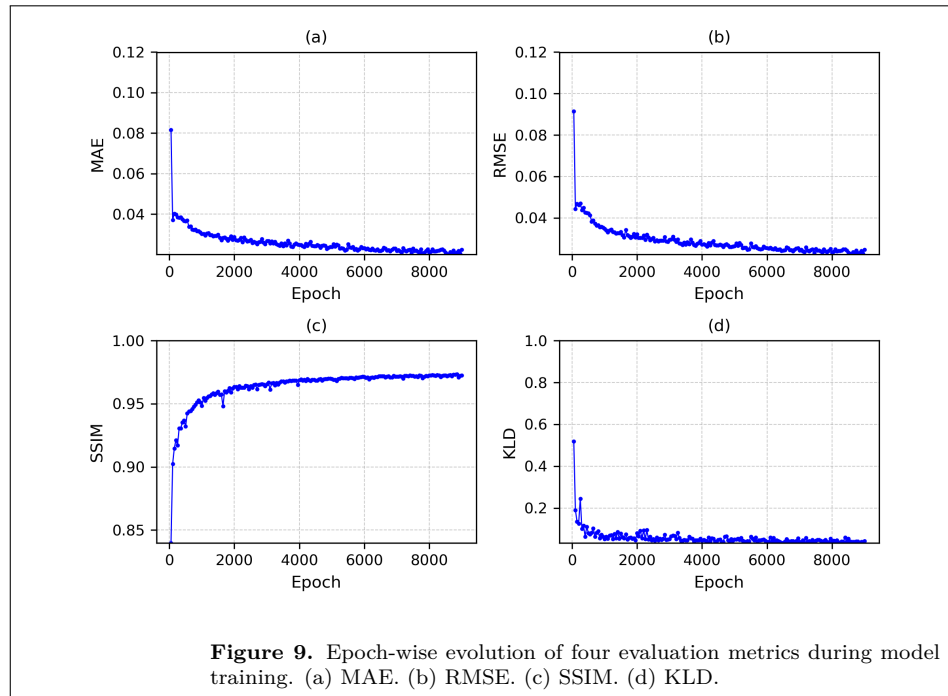 (a)
0.12
0.10
0.08
0.06
0.04
MAE
0 2000 4000 6000 8000
Epoch
(b)
0.12
0.10
0.08
0.06
0.04
RMSE
0 2000 4000 6000 8000
Epoch
(c)
1.00
0.95
0.90
0.85
SSIM
0 2000 4000 6000 8000
Epoch
(d)
1.0
0.8
0.6
0.4
0.2
KLD
0 2000 4000 6000 8000
Epoch
Figure 9. Epoch-wise evolution of four evaluation metrics during model
training. (a) MAE. (b) RMSE. (c) SSIM. (d) KLD.